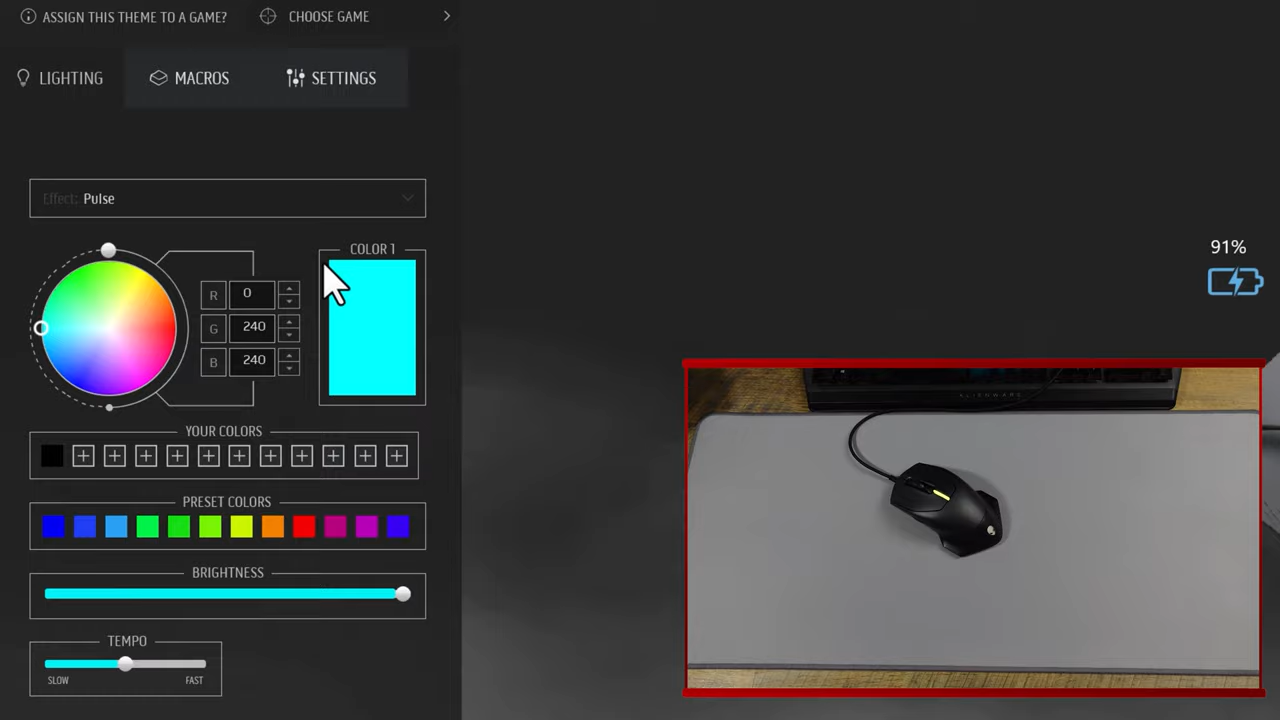 ASSIGN THIS THEME TO A GAME?
CHOOSE GAME
LIGHTING
MACROS
SETTINGS
Effect: Pulse
COLOR 1
R 0
G 240
B 240
YOUR COLORS
PRESET COLORS
BRIGHTNESS
TEMPO
SLOW
FAST
91%
ALIENWARE